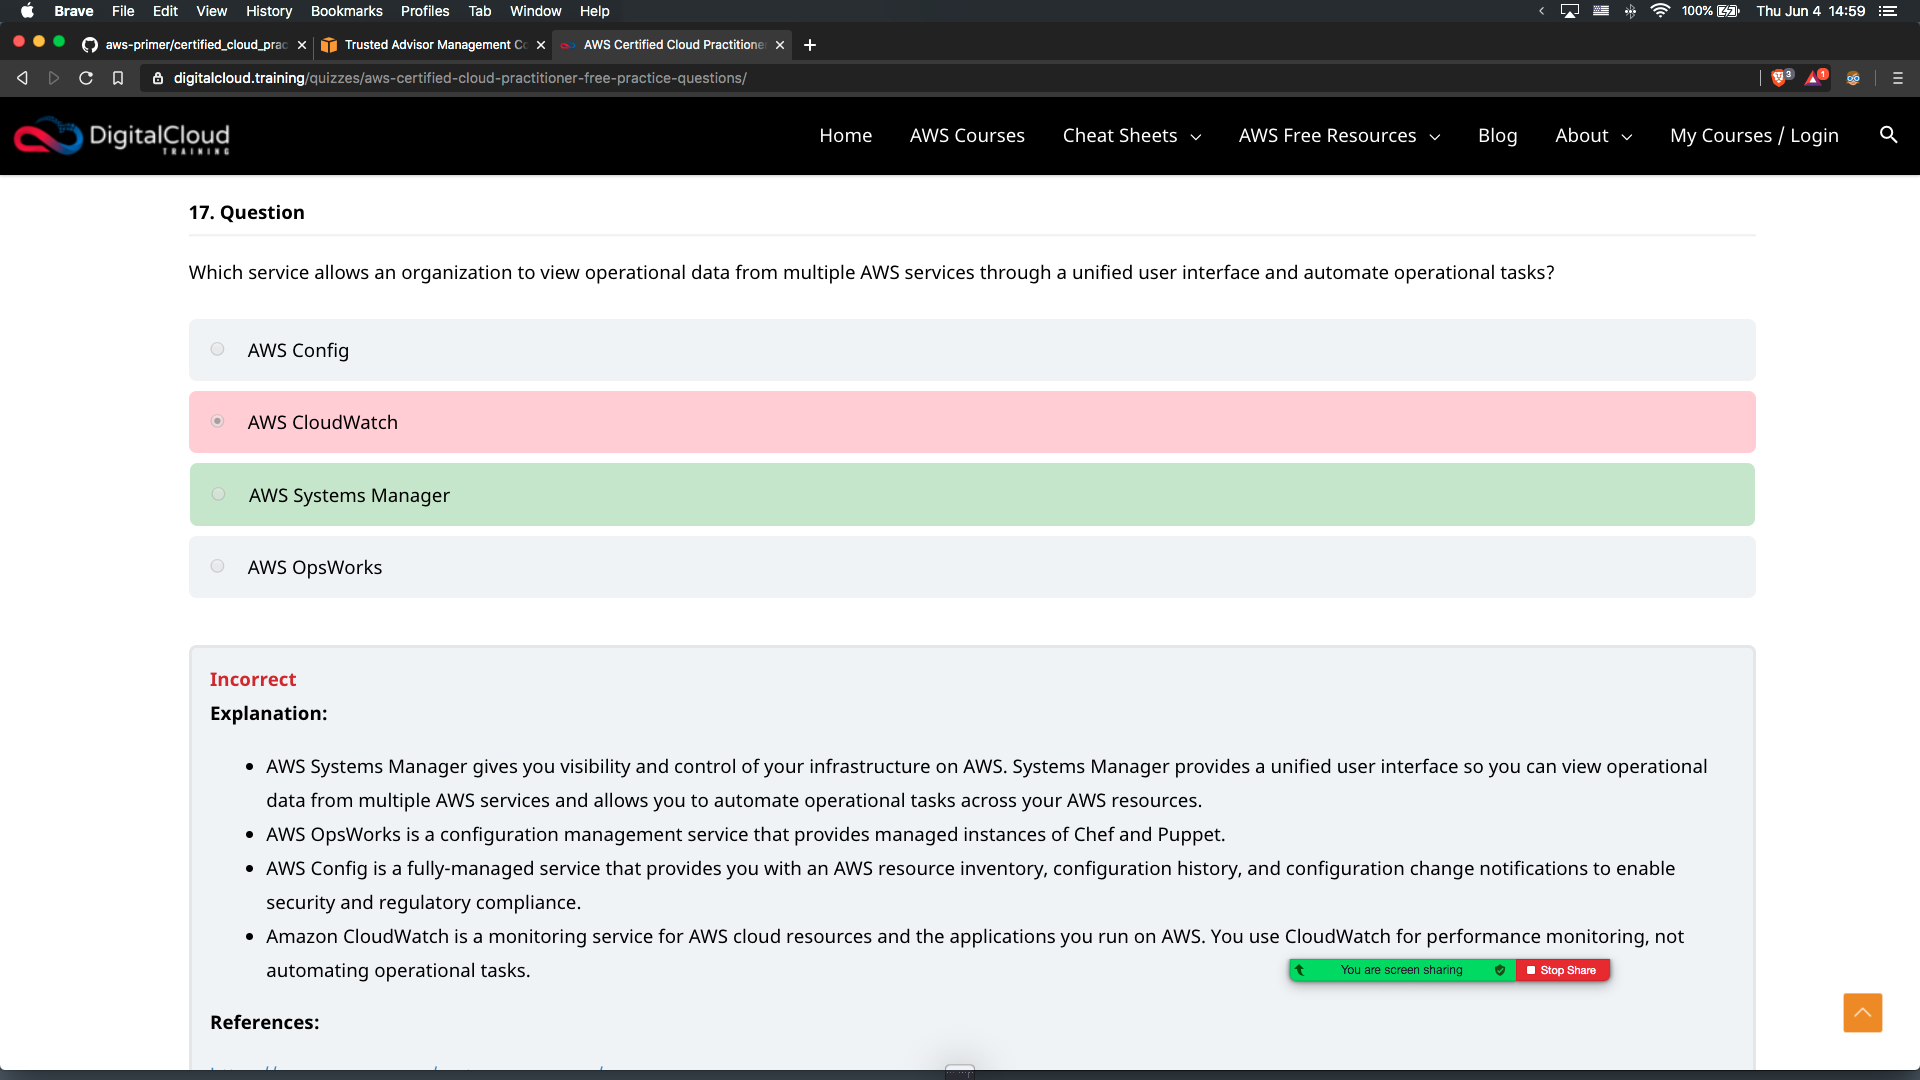 Brave File Edit View History Bookmarks Profiles Tab Window Help 100% Thu Jun 4 14:59
aws-primer/certified_cloud_prac Trusted Advisor Management Co AWS Certified Cloud Practitione
digitalcloud.training/quizzes/aws-certified-cloud-practitioner-free-practice-questions/ 3 1
DigitalCloud
TRAINING
Home AWS Courses Cheat Sheets AWS Free Resources Blog About My Courses / Login
17. Question
Which service allows an organization to view operational data from multiple AWS services through a unified user interface and automate operational tasks?
AWS Config
AWS CloudWatch
AWS Systems Manager
AWS OpsWorks
Incorrect
Explanation:
• AWS Systems Manager gives you visibility and control of your infrastructure on AWS. Systems Manager provides a unified user interface so you can view operational
data from multiple AWS services and allows you to automate operational tasks across your AWS resources.
• AWS OpsWorks is a configuration management service that provides managed instances of Chef and Puppet.
• AWS Config is a fully-managed service that provides you with an AWS resource inventory, configuration history, and configuration change notifications to enable
security and regulatory compliance.
• Amazon CloudWatch is a monitoring service for AWS cloud resources and the applications you run on AWS. You use CloudWatch for performance monitoring, not
automating operational tasks.
You are screen sharing Stop Share
References: